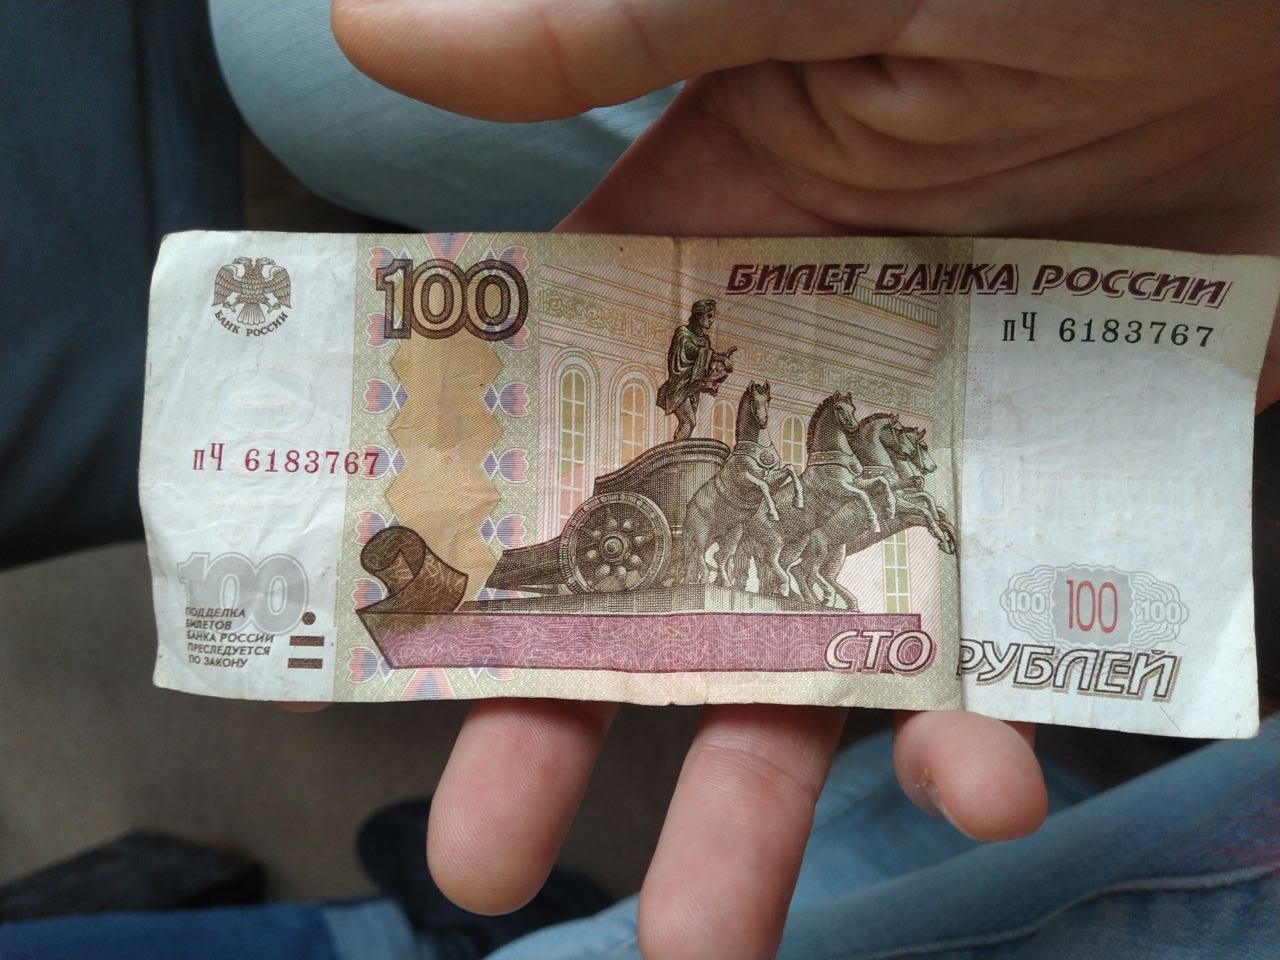 100
БИЛЕТ БАНКА РОССИИ
БАНК РОССИИ
пЧ 6183767
пЧ 6183767
100
ПОДДЕЛКА
БИЛЕТОВ
БАНКА РОССИИ
ПРЕСЛЕДУЕТСЯ
ПО ЗАКОНУ
100 100 100
СТО РУБЛЕЙ